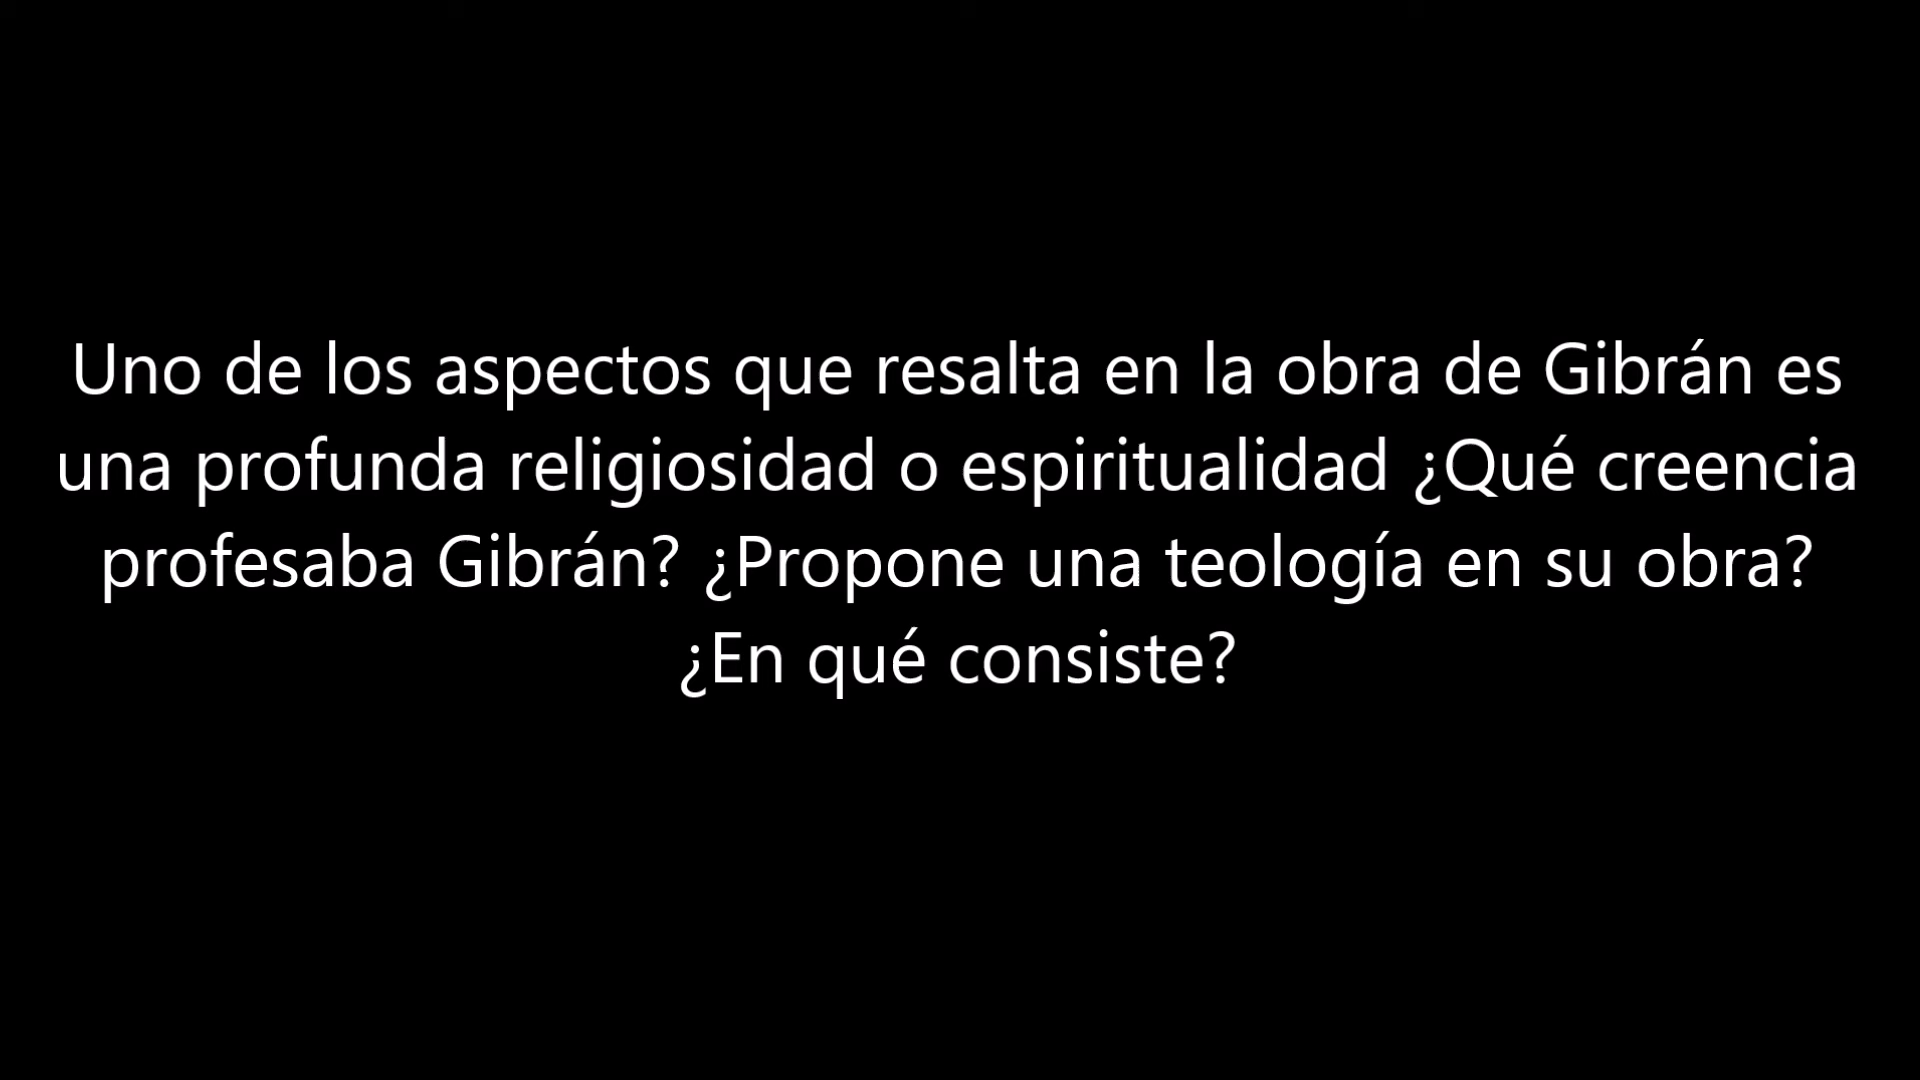 Uno de los aspectos que resalta en la obra de Gibrán es
una profunda religiosidad o espiritualidad ¿Qué creencia
profesaba Gibrán? ¿Propone una teología en su obra?
¿En qué consiste?